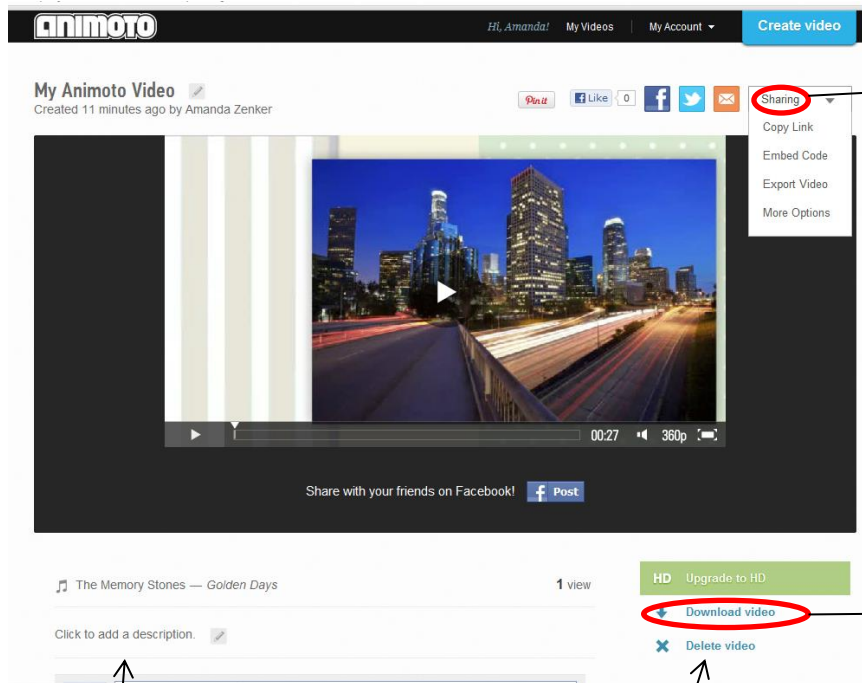 animoto
Hi, Amanda! My Videos My Account Create video
My Animoto Video
Created 11 minutes ago by Amanda Zenker
Pin it Like 0 Sharing
Copy Link
Embed Code
Export Video
More Options
00:27 360p
Share with your friends on Facebook! Post
The Memory Stones — Golden Days 1 view
HD Upgrade to HD
Download video
Click to add a description.
Delete video